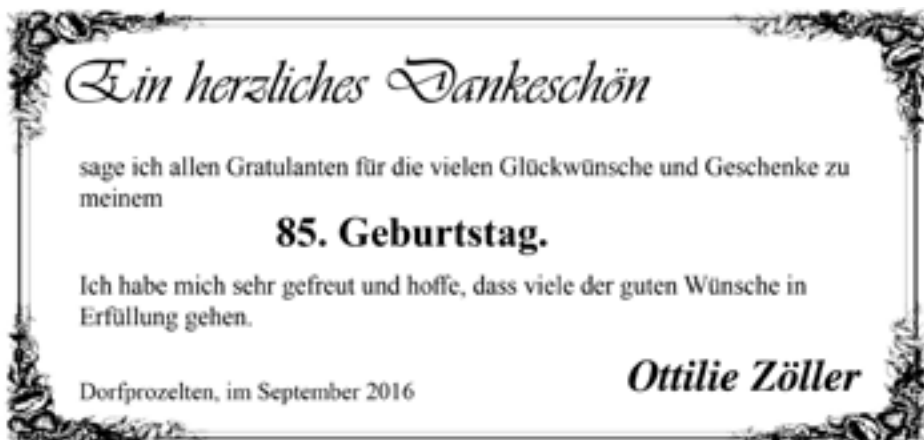 Ein herzliches Dankeschön
sage ich allen Gratulanten für die vielen Glückwünsche und Geschenke zu
meinem
85. Geburtstag.
Ich habe mich sehr gefreut und hoffe, dass viele der guten Wünsche in
Erfüllung gehen.
Dorfprozelten, im September 2016
Ottilie Zöller